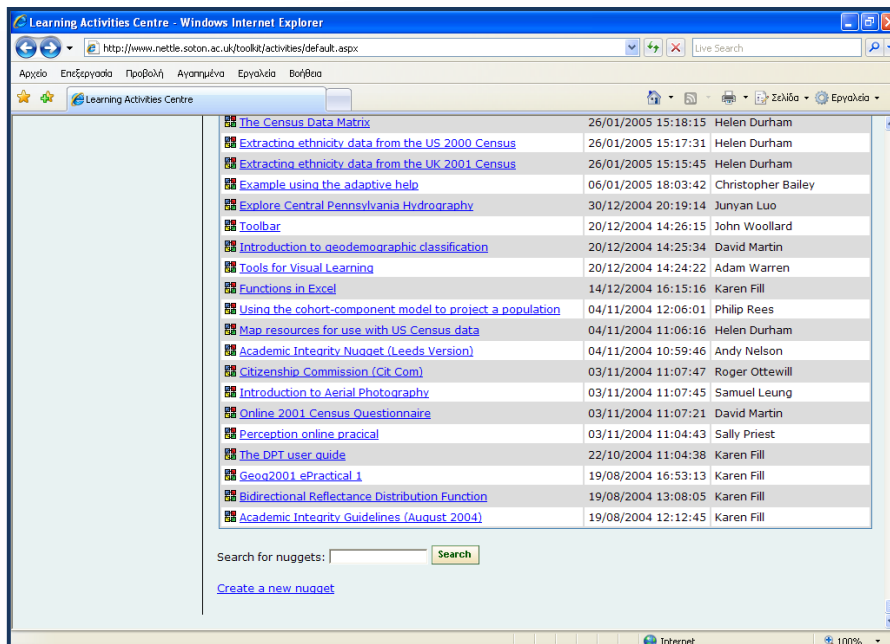 Learning Activities Centre - Windows Internet Explorer
http://www.nettle.soton.ac.uk/toolkit/activities/default.aspx Live Search
Αρχείο Επεξεργασία Προβολή Αγαπημένα Εργαλεία Βοήθεια
Learning Activities Centre Σελίδα Εργαλεία
The Census Data Matrix 26/01/2005 15:18:15 Helen Durham
Extracting ethnicity data from the US 2000 Census 26/01/2005 15:17:31 Helen Durham
Extracting ethnicity data from the UK 2001 Census 26/01/2005 15:15:45 Helen Durham
Example using the adaptive help 06/01/2005 18:03:42 Christopher Bailey
Explore Central Pennsylvania Hydrography 30/12/2004 20:19:14 Junyan Luo
Toolbar 20/12/2004 14:26:15 John Woollard
Introduction to geodemographic classification 20/12/2004 14:25:34 David Martin
Tools for Visual Learning 20/12/2004 14:24:22 Adam Warren
Functions in Excel 14/12/2004 16:15:16 Karen Fill
Using the cohort-component model to project a population 04/11/2004 12:06:01 Philip Rees
Map resources for use with US Census data 04/11/2004 11:06:16 Helen Durham
Academic Integrity Nugget (Leeds Version) 04/11/2004 10:59:46 Andy Nelson
Citizenship Commission (Cit Com) 03/11/2004 11:07:47 Roger Ottewill
Introduction to Aerial Photography 03/11/2004 11:07:45 Samuel Leung
Online 2001 Census Questionnaire 03/11/2004 11:07:21 David Martin
Perception online pracical 03/11/2004 11:04:43 Sally Priest
The DPT user guide 22/10/2004 11:04:38 Karen Fill
Geog2001 ePractical 1 19/08/2004 16:53:13 Karen Fill
Bidirectional Reflectance Distribution Function 19/08/2004 13:08:05 Karen Fill
Academic Integrity Guidelines (August 2004) 19/08/2004 12:12:45 Karen Fill
Search for nuggets: Search
Create a new nugget
Internet 100%